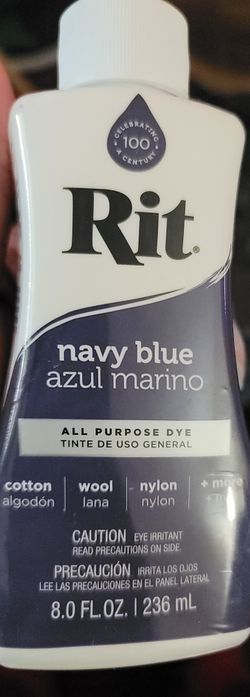 CELEBRATING
100
A CENTURY
Rit®
navy blue
azul marino
ALL PURPOSE DYE
TINTE DE USO GENERAL
cotton | wool | nylon | + more
algodón lana nylon
CAUTION EYE IRRITANT
READ PRECAUTIONS ON SIDE.
PRECAUCIÓN IRRITA LOS OJOS
LEE LAS PRECAUCIONES EN EL PANEL LATERAL
8.0 FL.OZ. | 236 mL